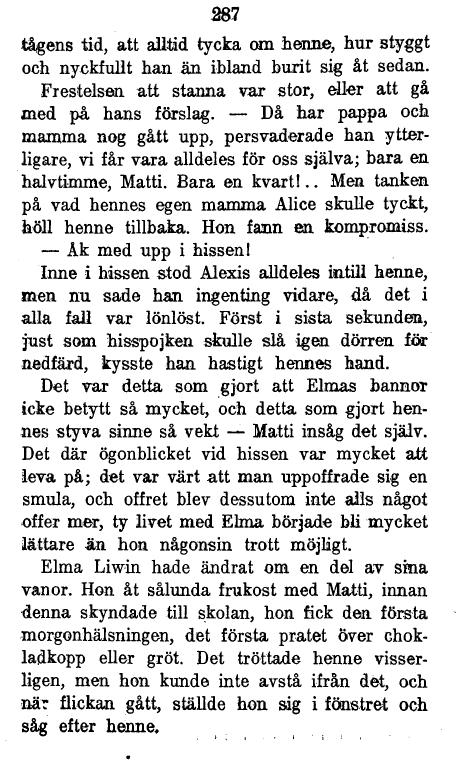 287
tågens tid, att alltid tycka om henne, hur styggt
och nyckfullt han än ibland burit sig åt sedan.
Frestelsen att stanna var stor, eller att gå
med på hans förslag. — Då har pappa och
mamma nog gått upp, persvaderade han ytter-
ligare, vi får vara alldeles för oss själva; bara en
halvtimme, Matti. Bara en kvart!.. Men tanken
på vad hennes egen mamma Alice skulle tyckt,
höll henne tillbaka. Hon fann en kompromiss.
— Åk med upp i hissen!
Inne i hissen stod Alexis alldeles intill henne,
men nu sade han ingenting vidare, då det i
alla fall var lönlöst. Först i sista sekunden,
just som hisspojken skulle slå igen dörren för
nedfärd, kysste han hastigt hennes hand.
Det var detta som gjort att Elmas bannor
icke betytt så mycket, och detta som gjort hen-
nes styva sinne så vekt — Matti insåg det själv.
Det där ögonblicket vid hissen var mycket att
leva på; det var värt att man uppoffrade sig en
smula, och offret blev dessutom inte alls något
offer mer, ty livet med Elma började bli mycket
lättare än hon någonsin trott möjligt.
Elma Liwin hade ändrat om en del av sina
vanor. Hon åt sålunda frukost med Matti, innan
denna skyndade till skolan, hon fick den första
morgonhälsningen, det första pratet över chok-
ladkopp eller gröt. Det tröttade henne visser-
ligen, men hon kunde inte avstå ifrån det, och
när flickan gått, ställde hon sig i fönstret och
såg efter henne.